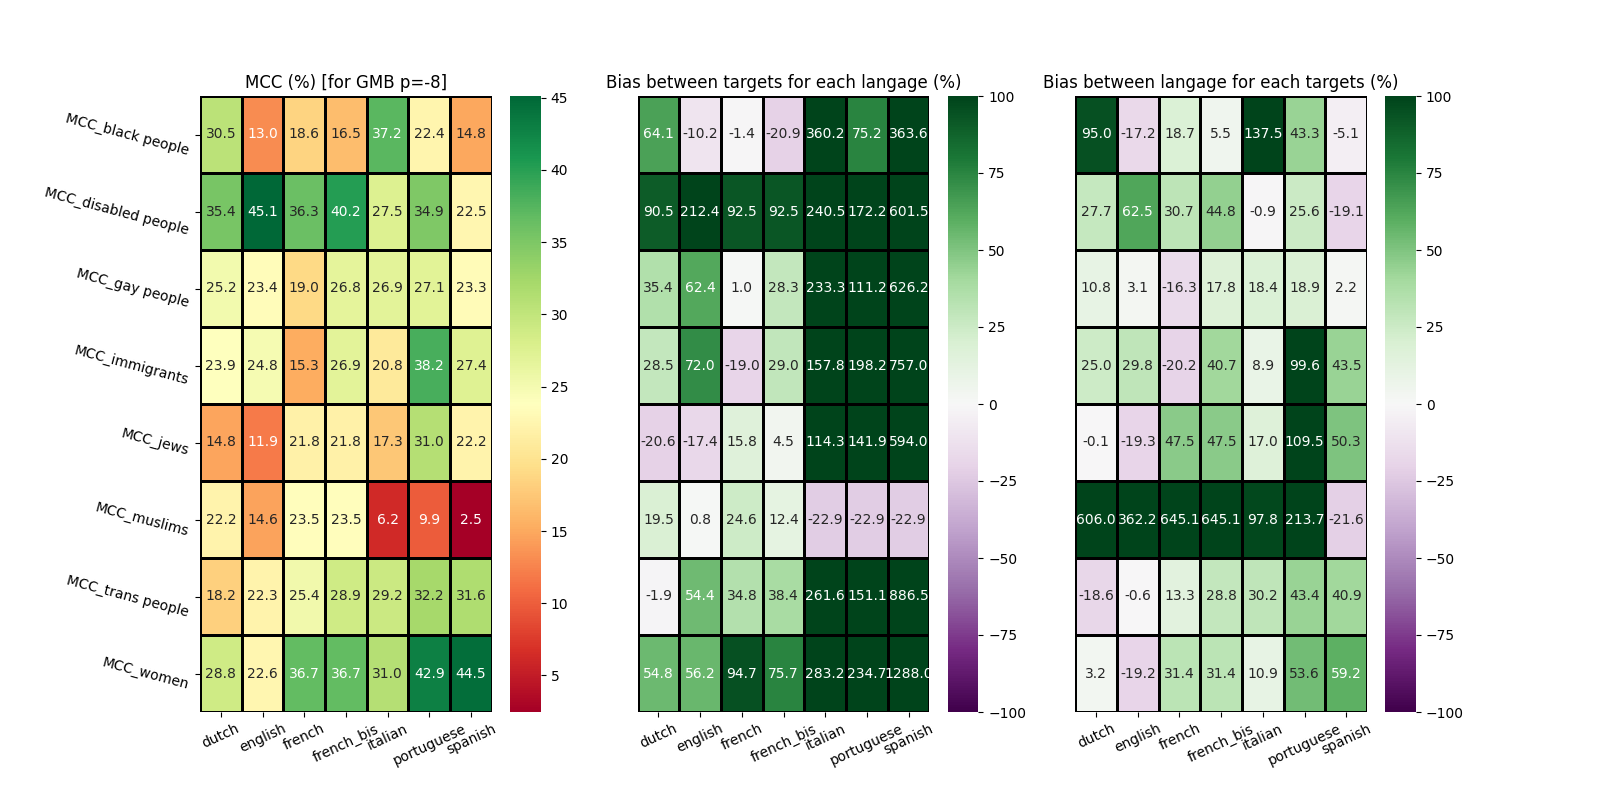 MCC (%) [for GMB p=-8]
Bias between targets for each langage (%)
Bias between langage for each targets (%)
MCC_black people 30.5 13.0 18.6 16.5 37.2 22.4 14.8 64.1 -10.2 -1.4 -20.9 360.2 75.2 363.6 95.0 -17.2 18.7 5.5 137.5 43.3 -5.1
MCC_disabled people 35.4 45.1 36.3 40.2 27.5 34.9 22.5 90.5 212.4 92.5 92.5 240.5 172.2 601.5 27.7 62.5 30.7 44.8 -0.9 25.6 -19.1
MCC_gay people 25.2 23.4 19.0 26.8 26.9 27.1 23.3 35.4 62.4 1.0 28.3 233.3 111.2 626.2 10.8 3.1 -16.3 17.8 18.4 18.9 2.2
MCC_immigrants 23.9 24.8 15.3 26.9 20.8 38.2 27.4 28.5 72.0 -19.0 29.0 157.8 198.2 757.0 25.0 29.8 -20.2 40.7 8.9 99.6 43.5
MCC_jews 14.8 11.9 21.8 21.8 17.3 31.0 22.2 -20.6 -17.4 15.8 4.5 114.3 141.9 594.0 -0.1 -19.3 47.5 47.5 17.0 109.5 50.3
MCC_muslims 22.2 14.6 23.5 23.5 6.2 9.9 2.5 19.5 0.8 24.6 12.4 -22.9 -22.9 -22.9 606.0 362.2 645.1 645.1 97.8 213.7 -21.6
MCC_trans people 18.2 22.3 25.4 28.9 29.2 32.2 31.6 -1.9 54.4 34.8 38.4 261.6 151.1 886.5 -18.6 -0.6 13.3 28.8 30.2 43.4 40.9
MCC_women 28.8 22.6 36.7 36.7 31.0 42.9 44.5 54.8 56.2 94.7 75.7 283.2 234.7 1288.0 3.2 -19.2 31.4 31.4 10.9 53.6 59.2
dutch english french french_bis italian portuguese spanish
45
40
35
30
25
20
15
10
5
dutch english french french_bis italian portuguese spanish
100
75
50
25
0
−25
−50
−75
−100
dutch english french french_bis italian portuguese spanish
100
75
50
25
0
−25
−50
−75
−100